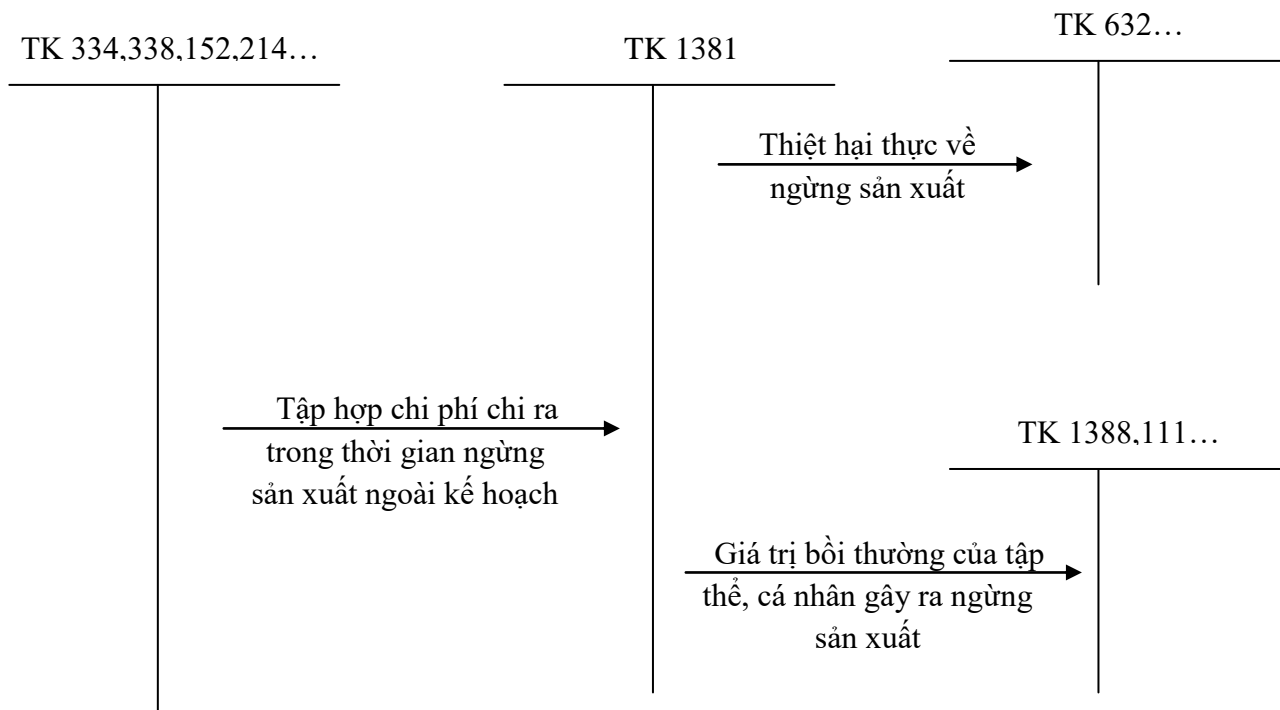 TK 334,338,152,214…
TK 1381
TK 632…
Thiệt hại thực về
ngừng sản xuất
Tập hợp chi phí chi ra
trong thời gian ngừng
sản xuất ngoài kế hoạch
TK 1388,111…
Giá trị bồi thường của tập
thể, cá nhân gây ra ngừng
sản xuất